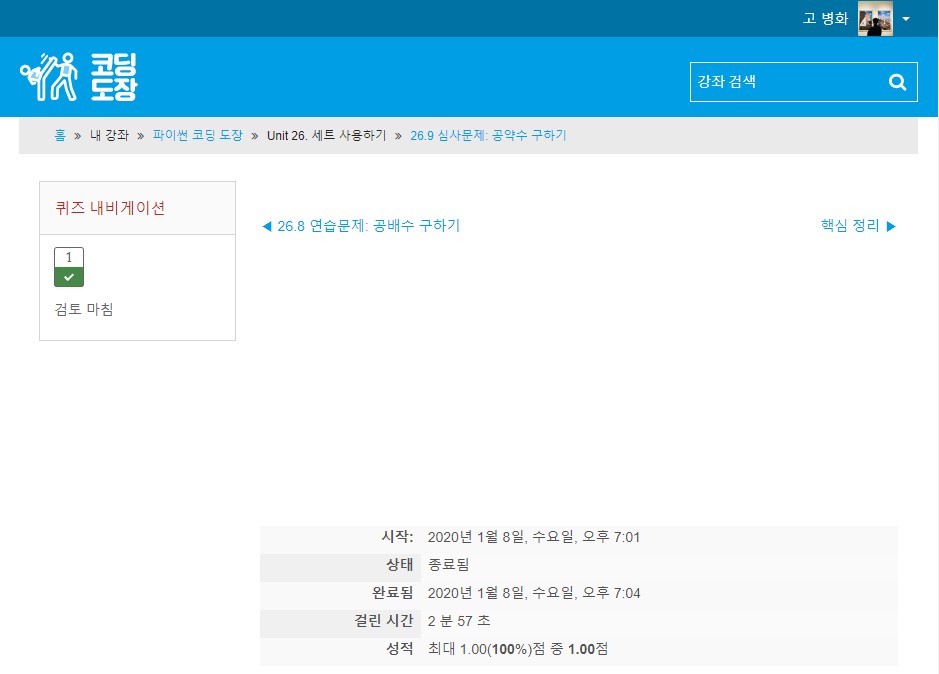 고 병화
코딩
도장
강좌 검색
홈 » 내 강좌 » 파이썬 코딩 도장 » Unit 26. 세트 사용하기 » 26.9 심사문제: 공약수 구하기
퀴즈 내비게이션
1
검토 마침
◀ 26.8 연습문제: 공배수 구하기
핵심 정리 ▶
시작: 2020년 1월 8일, 수요일, 오후 7:01
상태 종료됨
완료됨 2020년 1월 8일, 수요일, 오후 7:04
걸린 시간 2 분 57 초
성적 최대 1.00(100%)점 중 1.00점